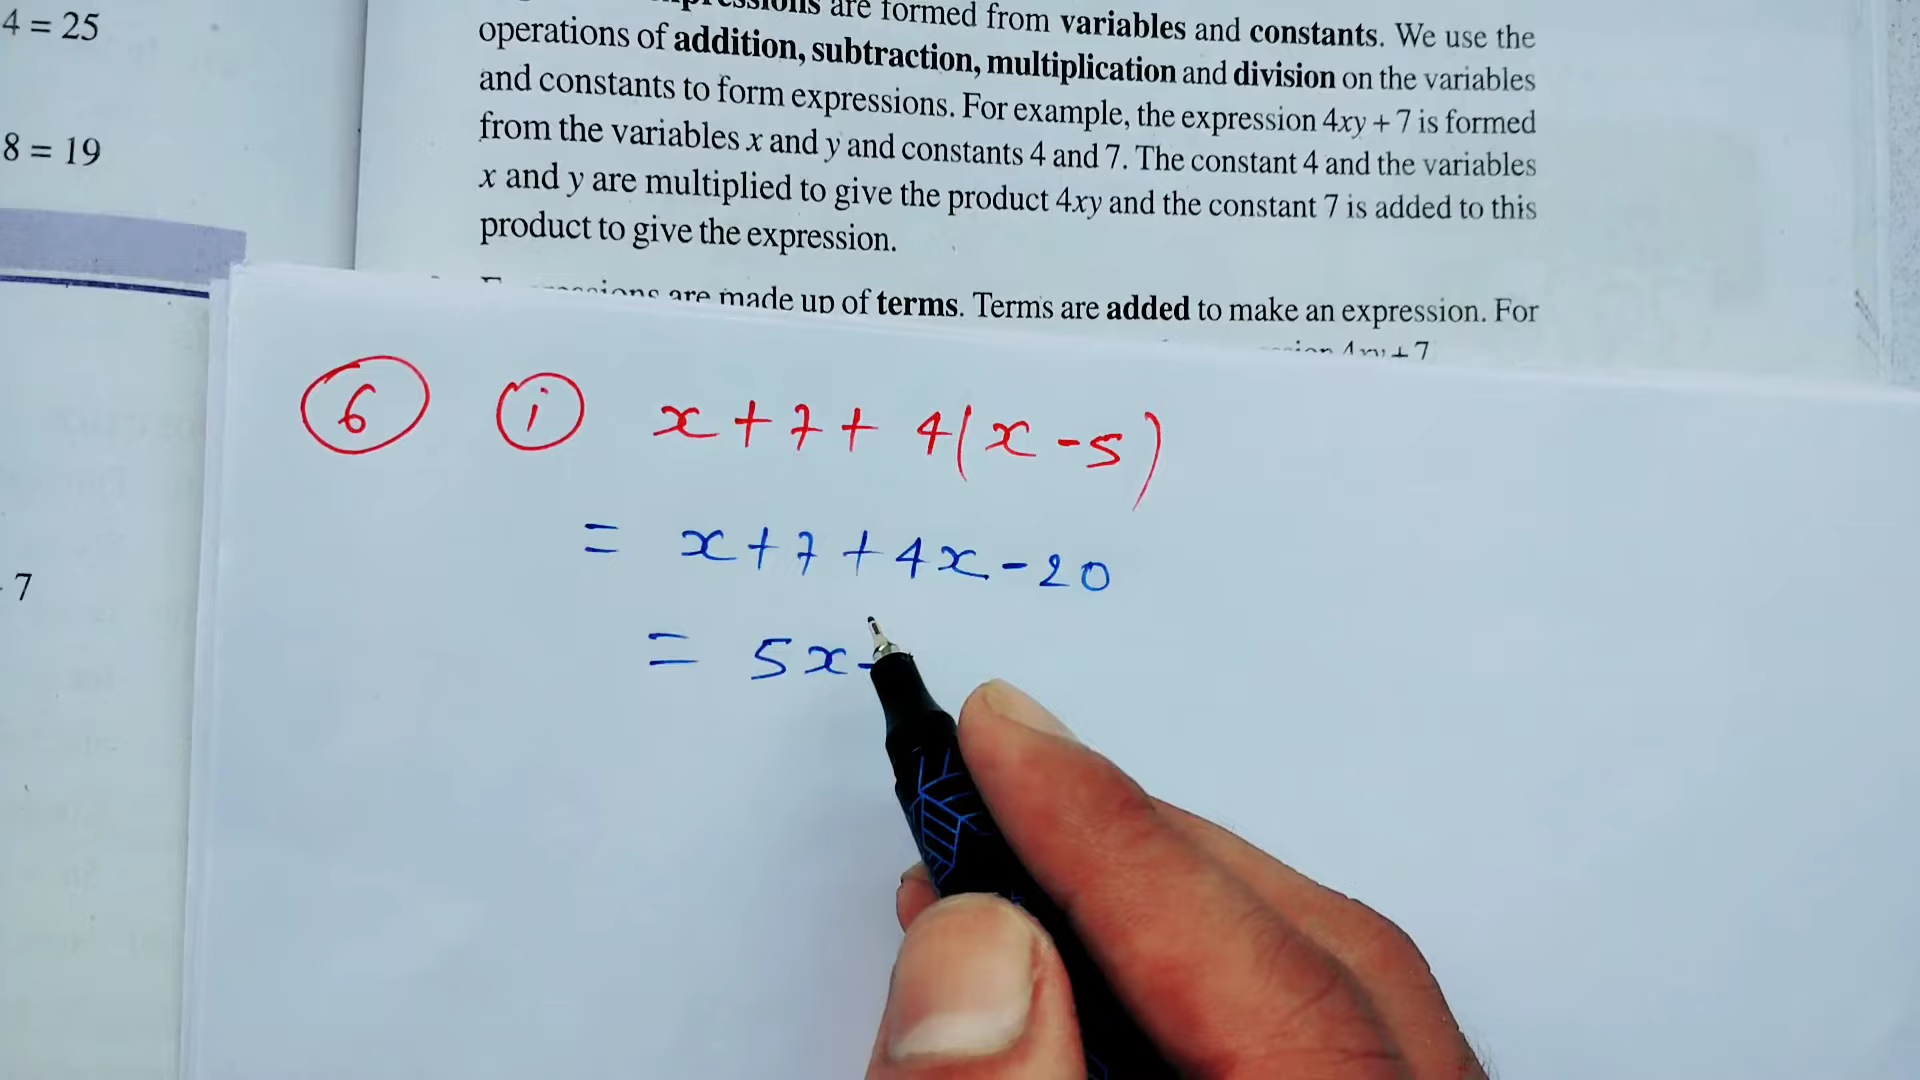 4 = 25
8 = 19
7
are formed from variables and constants. We use the
operations of addition, subtraction, multiplication and division on the variables
and constants to form expressions. For example, the expression 4xy + 7 is formed
from the variables x and y and constants 4 and 7. The constant 4 and the variables
x and y are multiplied to give the product 4xy and the constant 7 is added to this
product to give the expression.
are made up of terms. Terms are added to make an expression. For
4xy + 7
6 i x + 7 + 4(x - 5)
= x + 7 + 4x - 20
= 5x -